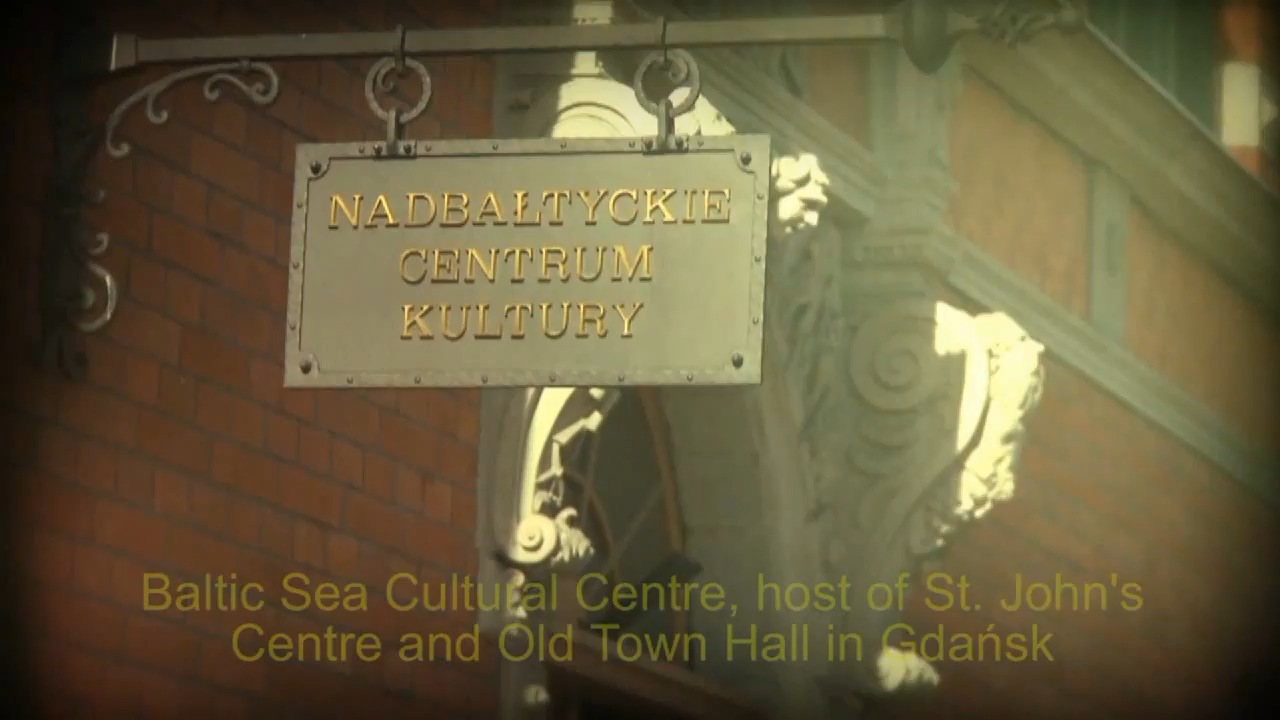 NADBAŁTYCKIE
CENTRUM
KULTURY
Baltic Sea Cultural Centre, host of St. John's
Centre and Old Town Hall in Gdańsk